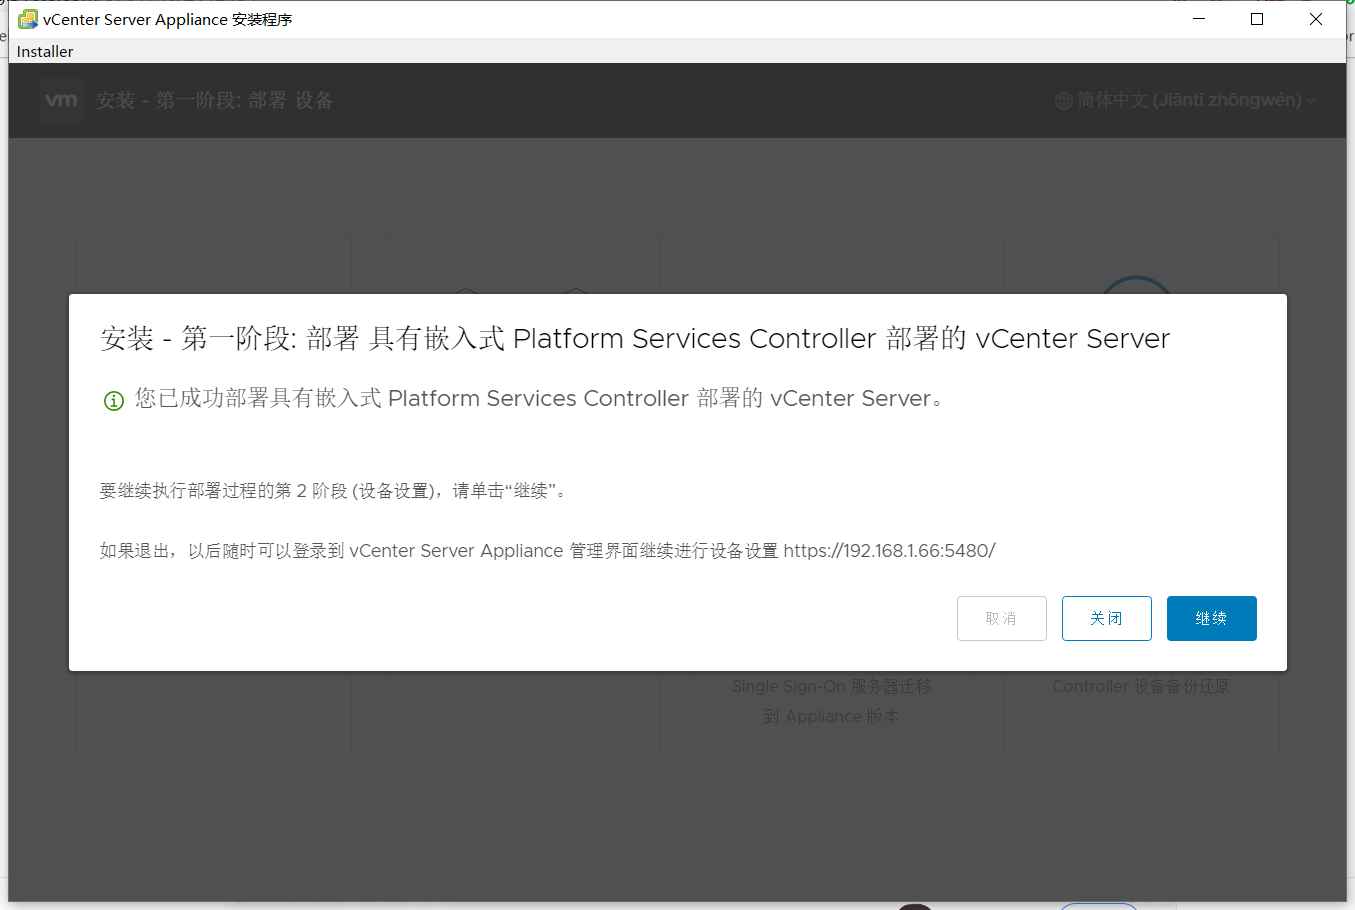 vCenter Server Appliance 安装程序
Installer
vm 安装 - 第一阶段: 部署 设备
简体中文 (Jiāntǐ zhōngwén)
安装 - 第一阶段: 部署 具有嵌入式 Platform Services Controller 部署的 vCenter Server
您已成功部署具有嵌入式 Platform Services Controller 部署的 vCenter Server。
要继续执行部署过程的第 2 阶段 (设备设置)，请单击“继续”。
如果退出，以后随时可以登录到 vCenter Server Appliance 管理界面继续进行设备设置 https://192.168.1.66:5480/
取消 关闭 继续
Single Sign-On 服务器迁移
到 Appliance 版本
Controller 设备备份还原